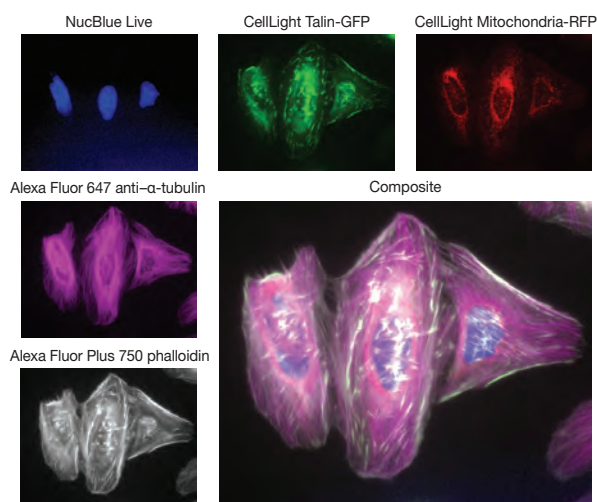 NucBlue Live
CellLight Talin-GFP
CellLight Mitochondria-RFP
Alexa Fluor 647 anti–α-tubulin
Composite
Alexa Fluor Plus 750 phalloidin